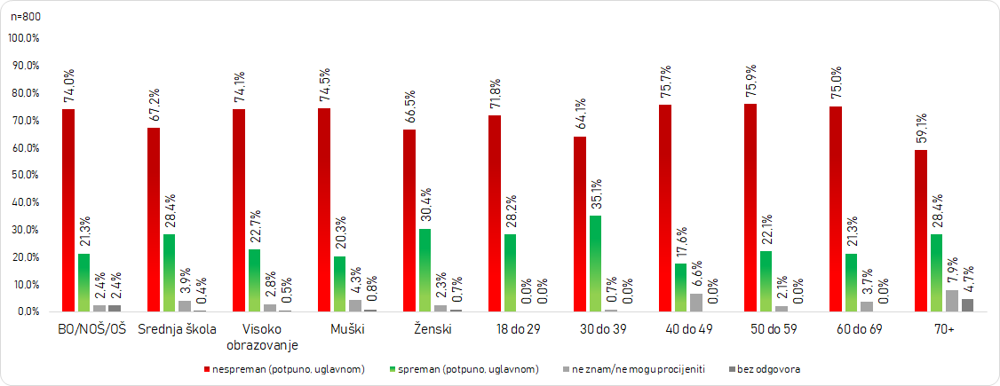 n=800
100.0%
90.0%
80.0%
70.0%
60.0%
50.0%
40.0%
30.0%
20.0%
10.0%
0.0%
74.0% 21.3% 2.4% 2.4%
67.2% 28.4% 3.9% 0.4%
74.1% 22.7% 2.8% 0.5%
74.5% 20.3% 4.3% 0.8%
66.5% 30.4% 2.3% 0.7%
71.8% 28.2% 0.0% 0.0%
64.1% 35.1% 0.7% 0.0%
75.7% 17.6% 6.6% 0.0%
75.9% 22.1% 2.1% 0.0%
75.0% 21.3% 3.7% 0.0%
59.1% 28.4% 7.9% 4.7%
BO/NOŠ/OŠ
Srednja škola
Visoko
obrazovanje
Muški
Ženski
18 do 29
30 do 39
40 do 49
50 do 59
60 do 69
70+
nespreman (potpuno, uglavnom)
spreman (potpuno, uglavnom)
ne znam/ne mogu procijeniti
bez odgovora